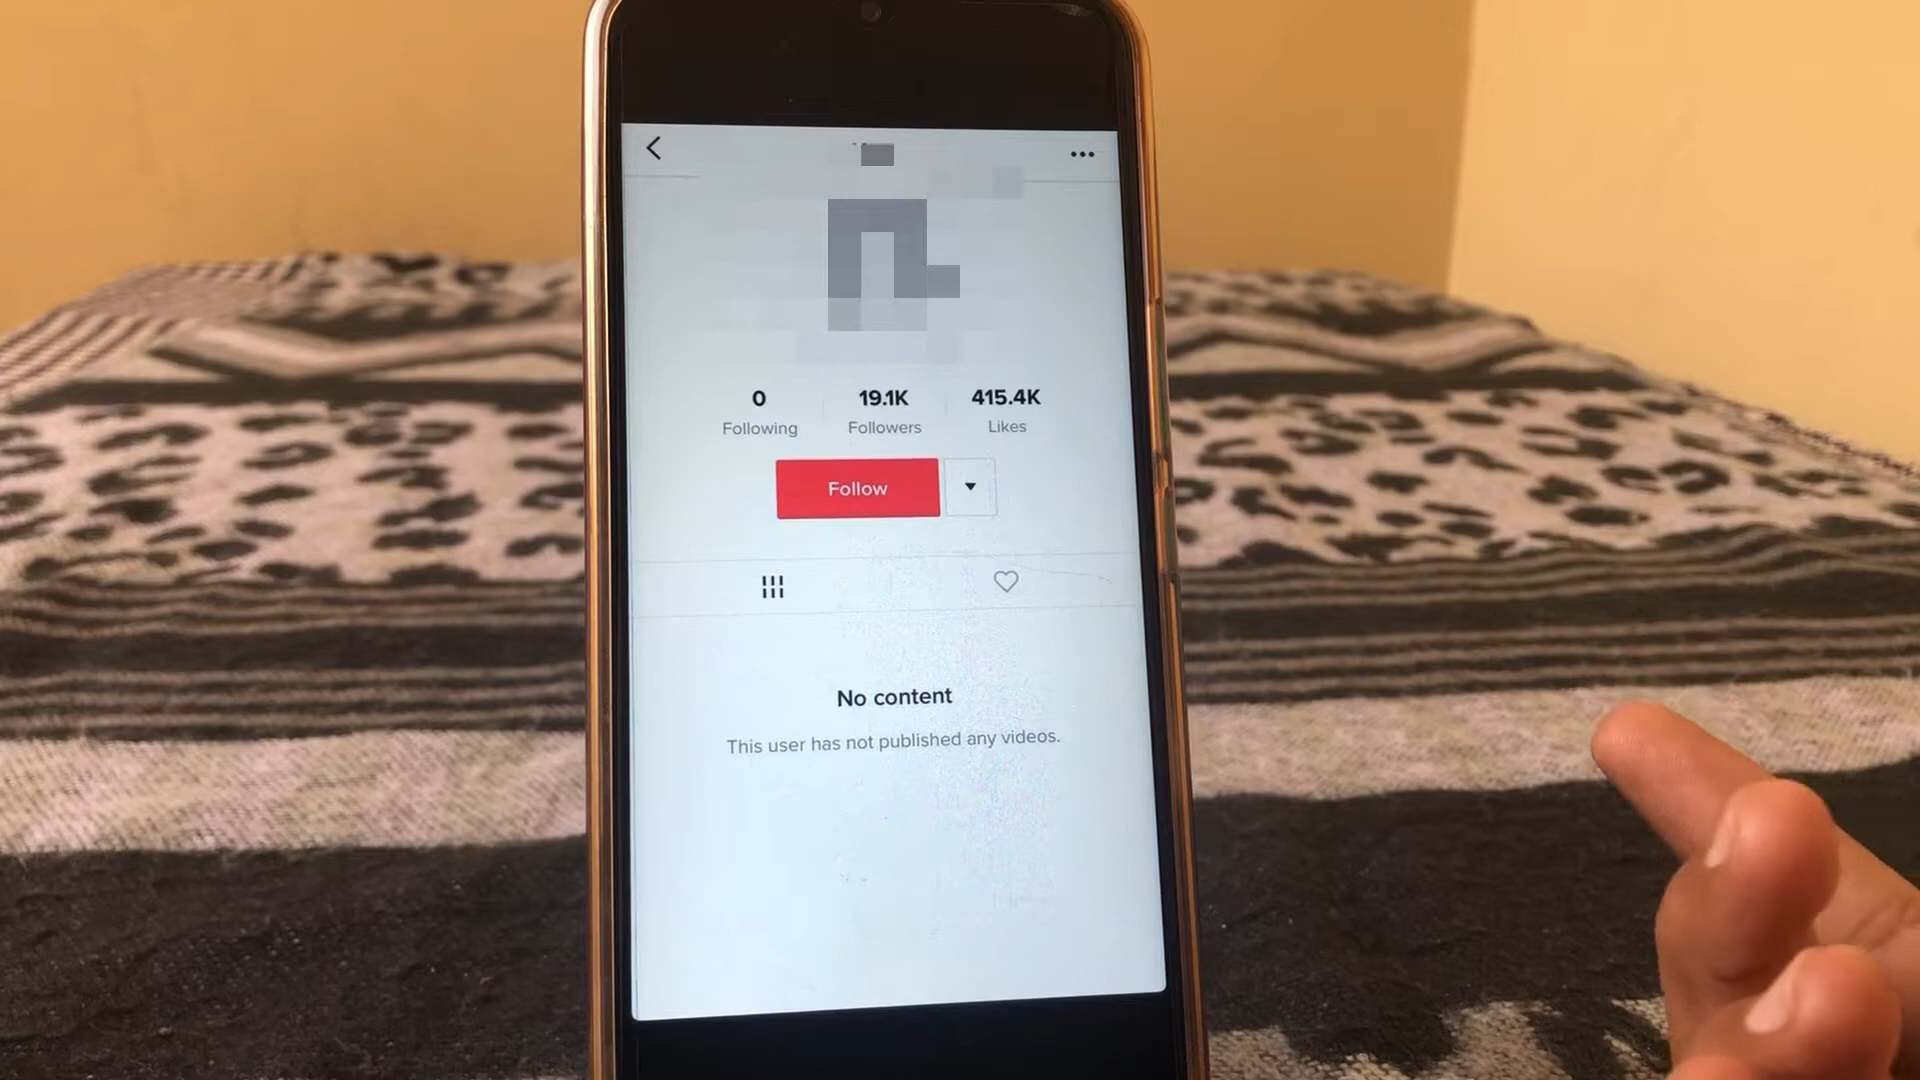 0 19.1K 415.4K
Following Followers Likes
Follow
No content
This user has not published any videos.